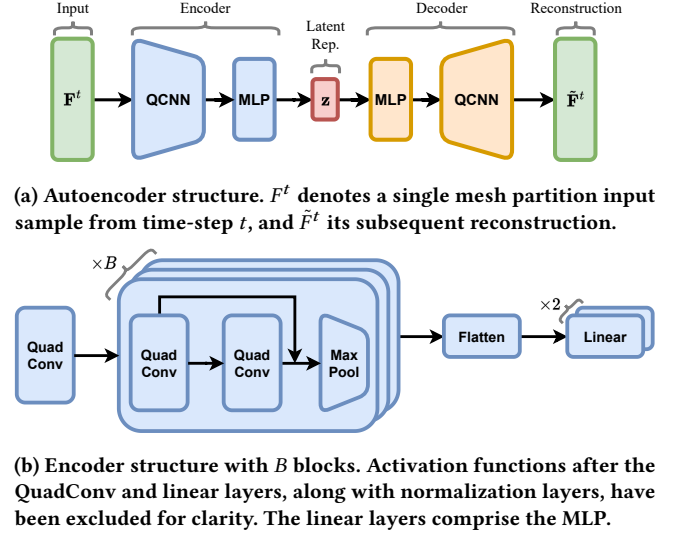 Input
Encoder
Decoder
Reconstruction
Latent
Rep.
F^t
QCNN
MLP
z
MLP
QCNN
F̃^t
(a) Autoencoder structure. F^t denotes a single mesh partition input
sample from time-step t, and F̃^t its subsequent reconstruction.
×B
×2
Quad
Conv
Quad
Conv
Quad
Conv
Max
Pool
Flatten
Linear
(b) Encoder structure with B blocks. Activation functions after the
QuadConv and linear layers, along with normalization layers, have
been excluded for clarity. The linear layers comprise the MLP.